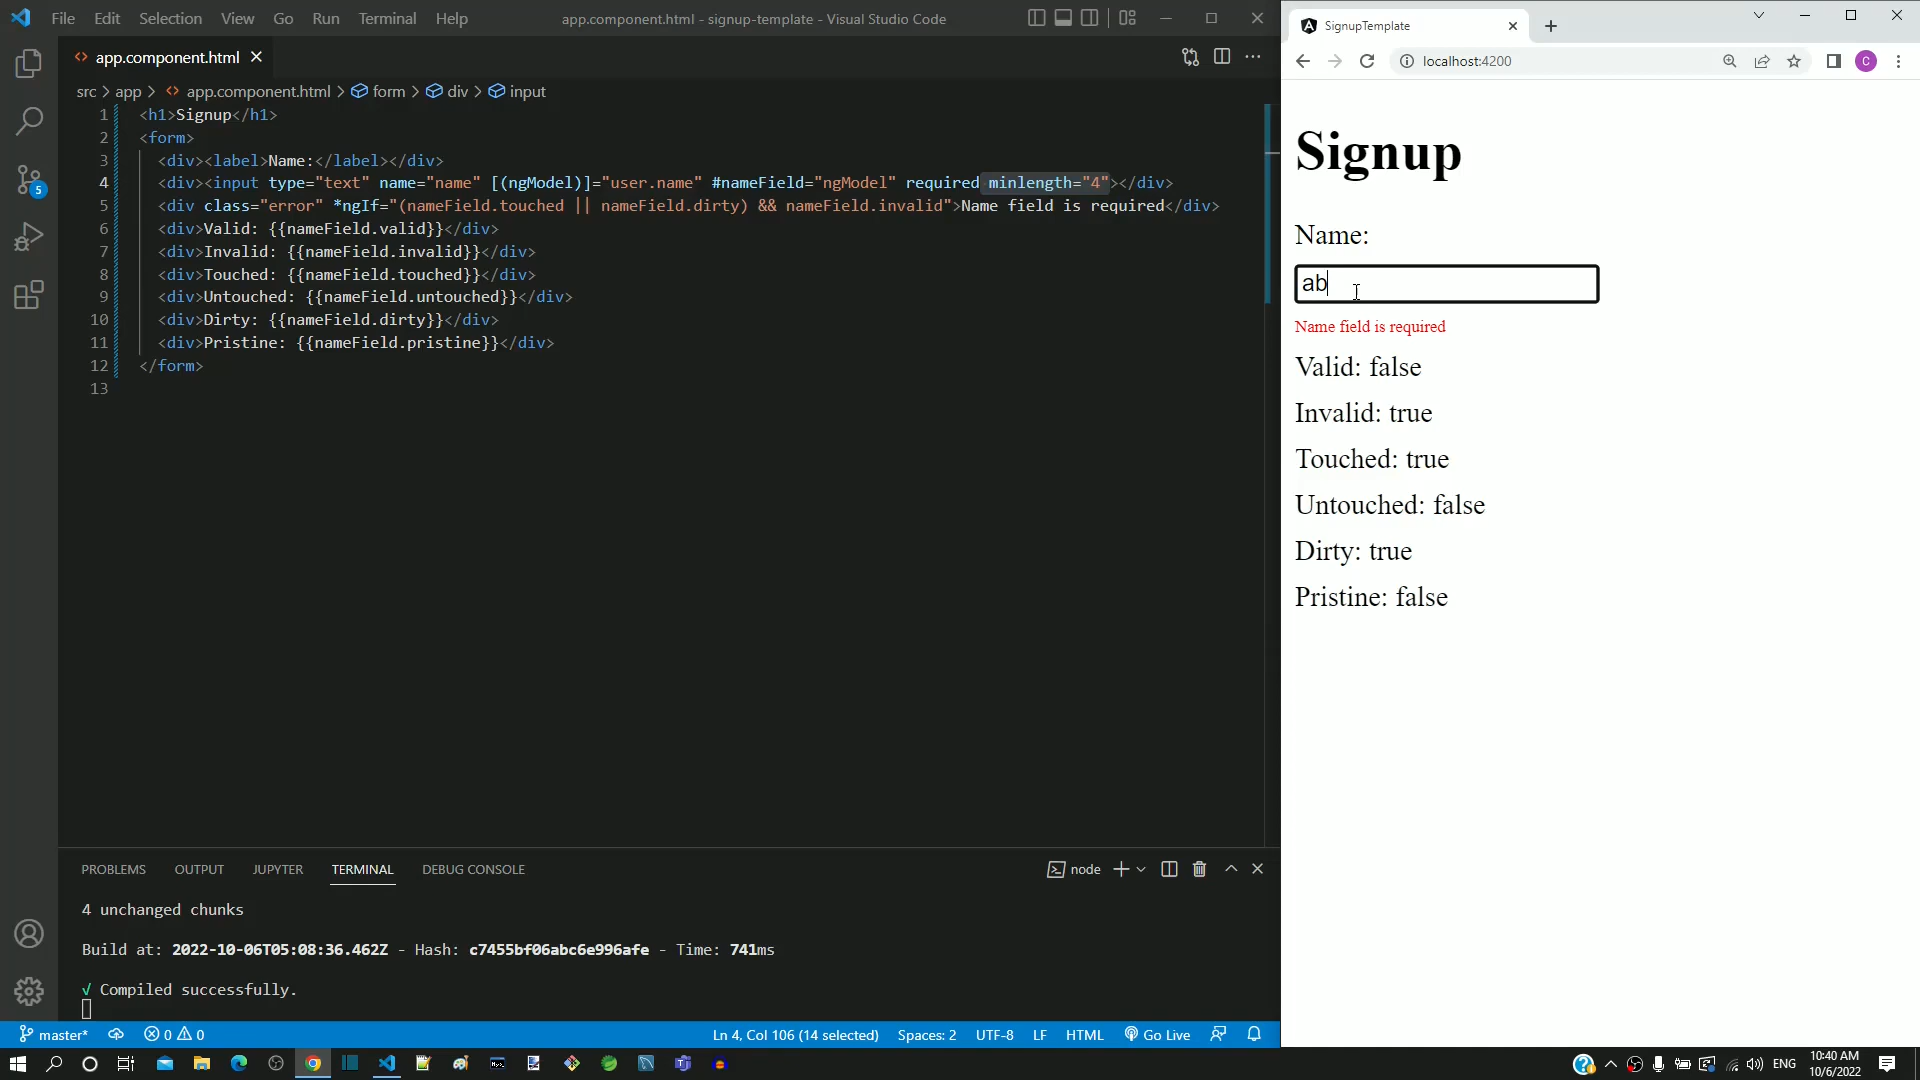 File Edit Selection View Go Run Terminal Help
app.component.html - signup-template - Visual Studio Code
app.component.html
src > app > app.component.html > form > div > input
1 <h1>Signup</h1>
2 <form>
3 <div><label>Name:</label></div>
4 <div><input type="text" name="name" [(ngModel)]="user.name" #nameField="ngModel" required minlength="4"></div>
5 <div class="error" *ngIf="(nameField.touched || nameField.dirty) && nameField.invalid">Name field is required</div>
6 <div>Valid: {{nameField.valid}}</div>
7 <div>Invalid: {{nameField.invalid}}</div>
8 <div>Touched: {{nameField.touched}}</div>
9 <div>Untouched: {{nameField.untouched}}</div>
10 <div>Dirty: {{nameField.dirty}}</div>
11 <div>Pristine: {{nameField.pristine}}</div>
12 </form>
13
5
PROBLEMS OUTPUT JUPYTER TERMINAL DEBUG CONSOLE
node
4 unchanged chunks
Build at: 2022-10-06T05:08:36.462Z - Hash: c7455bf06abc6e996afe - Time: 741ms
√ Compiled successfully.
master* 0 0 Ln 4, Col 106 (14 selected) Spaces: 2 UTF-8 LF HTML Go Live
SignupTemplate
localhost:4200
C
Signup
Name:
ab
Name field is required
Valid: false
Invalid: true
Touched: true
Untouched: false
Dirty: true
Pristine: false
ENG
10:40 AM
10/6/2022